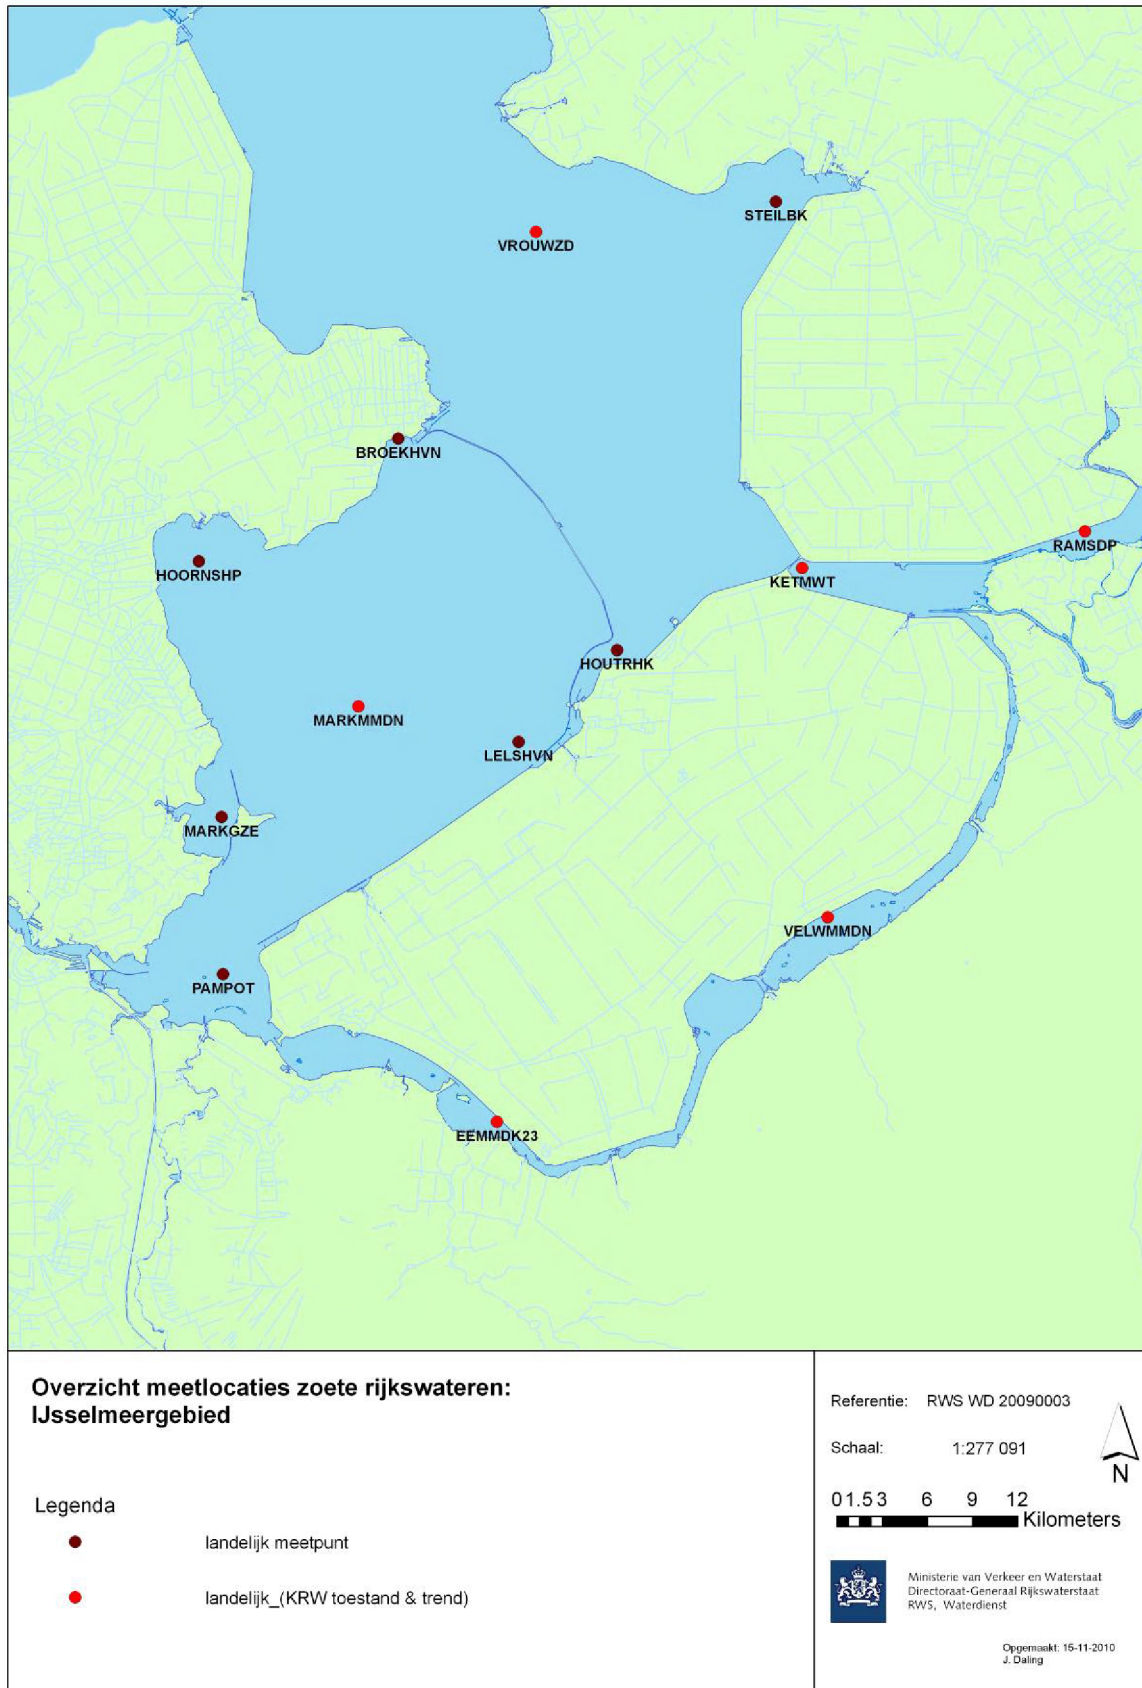 STEILBK
VROUWZD
BROEKHVN
RAMSDP
HOORNSHP
KETMWT
HOUTRHK
MARKMMDN
LELSHVN
MARKGZE
VELWMMDN
PAMPOT
EEMMDK23
Overzicht meetlocaties zoete rijkswateren:
IJsselmeergebied
Legenda
landelijk meetpunt
landelijk_(KRW toestand & trend)
Referentie: RWS WD 20090003
Schaal: 1:277 091
N
0 1.5 3 6 9 12
Kilometers
Ministerie van Verkeer en Waterstaat
Directoraat-Generaal Rijkswaterstaat
RWS, Waterdienst
Opgemaakt: 15-11-2010
J. Daling